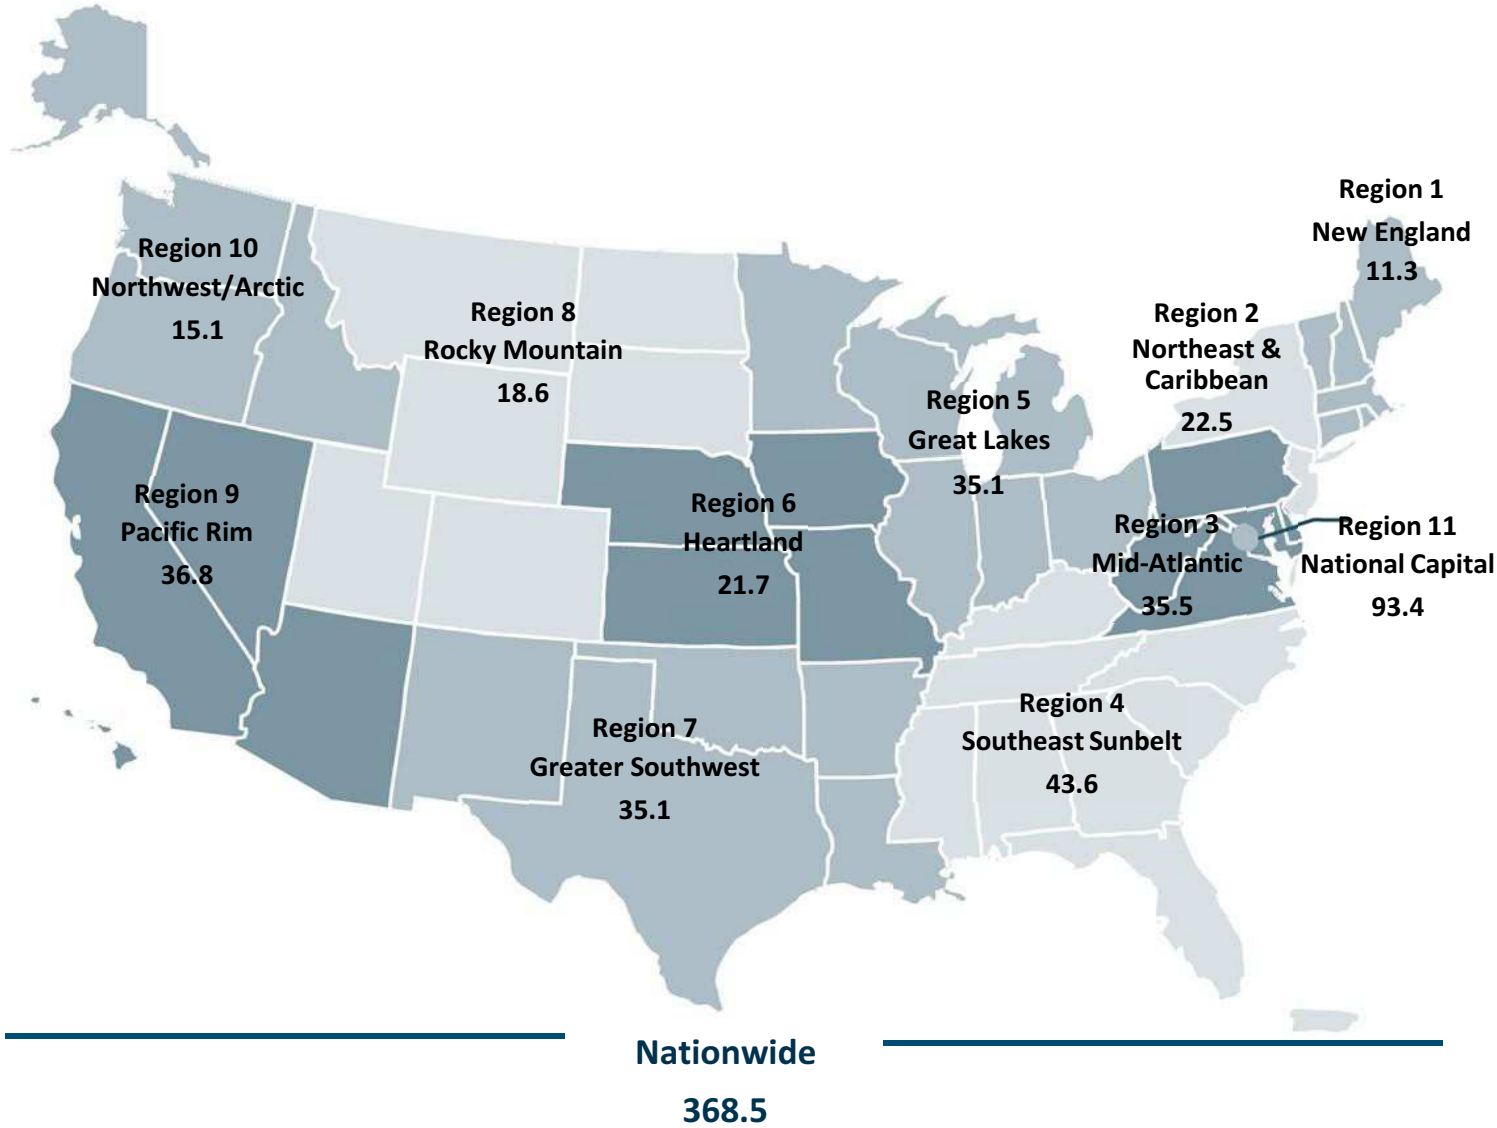 Region 1
New England
11.3
Region 10
Northwest/Arctic
15.1
Region 8
Rocky Mountain
18.6
Region 2
Northeast &
Caribbean
22.5
Region 5
Great Lakes
35.1
Region 9
Pacific Rim
36.8
Region 6
Heartland
21.7
Region 3
Mid-Atlantic
35.5
Region 11
National Capital
93.4
Region 7
Greater Southwest
35.1
Region 4
Southeast Sunbelt
43.6
Nationwide
368.5